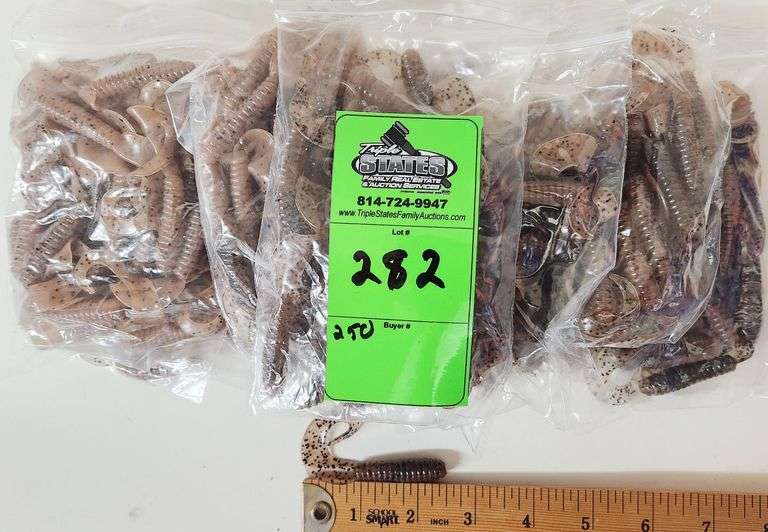 Triple
STATES
FAMILY REAL ESTATE
& AUCTION SERVICES
814-724-9947
www.TripleStatesFamilyAuctions.com
Lot #
282
Buyer #
250
1 SCHOOL SMART 2 INCH 3 4 5 6 7